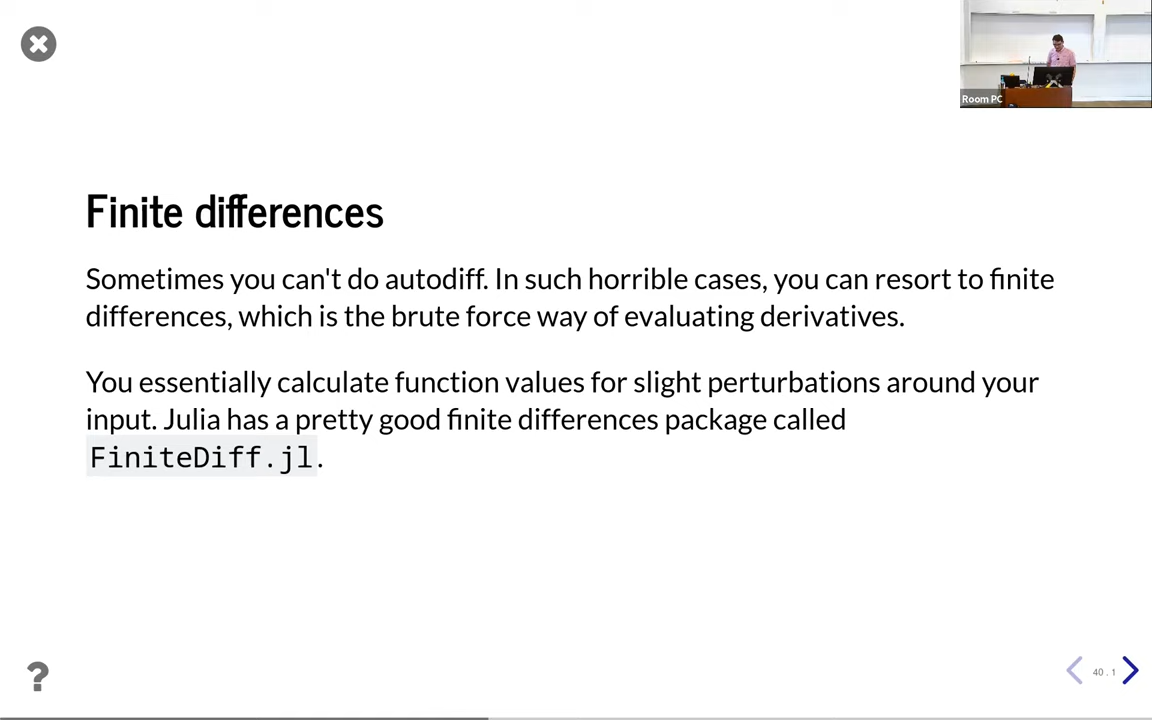 Room PC
Finite differences
Sometimes you can't do autodiff. In such horrible cases, you can resort to finite
differences, which is the brute force way of evaluating derivatives.
You essentially calculate function values for slight perturbations around your
input. Julia has a pretty good finite differences package called
FiniteDiff.jl.
?
40 . 1